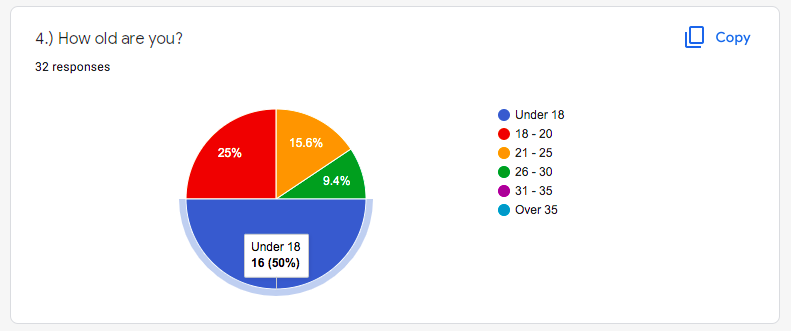 4.) How old are you?
Copy
32 responses
25%
15.6%
9.4%
Under 18
16 (50%)
Under 18
18 - 20
21 - 25
26 - 30
31 - 35
Over 35